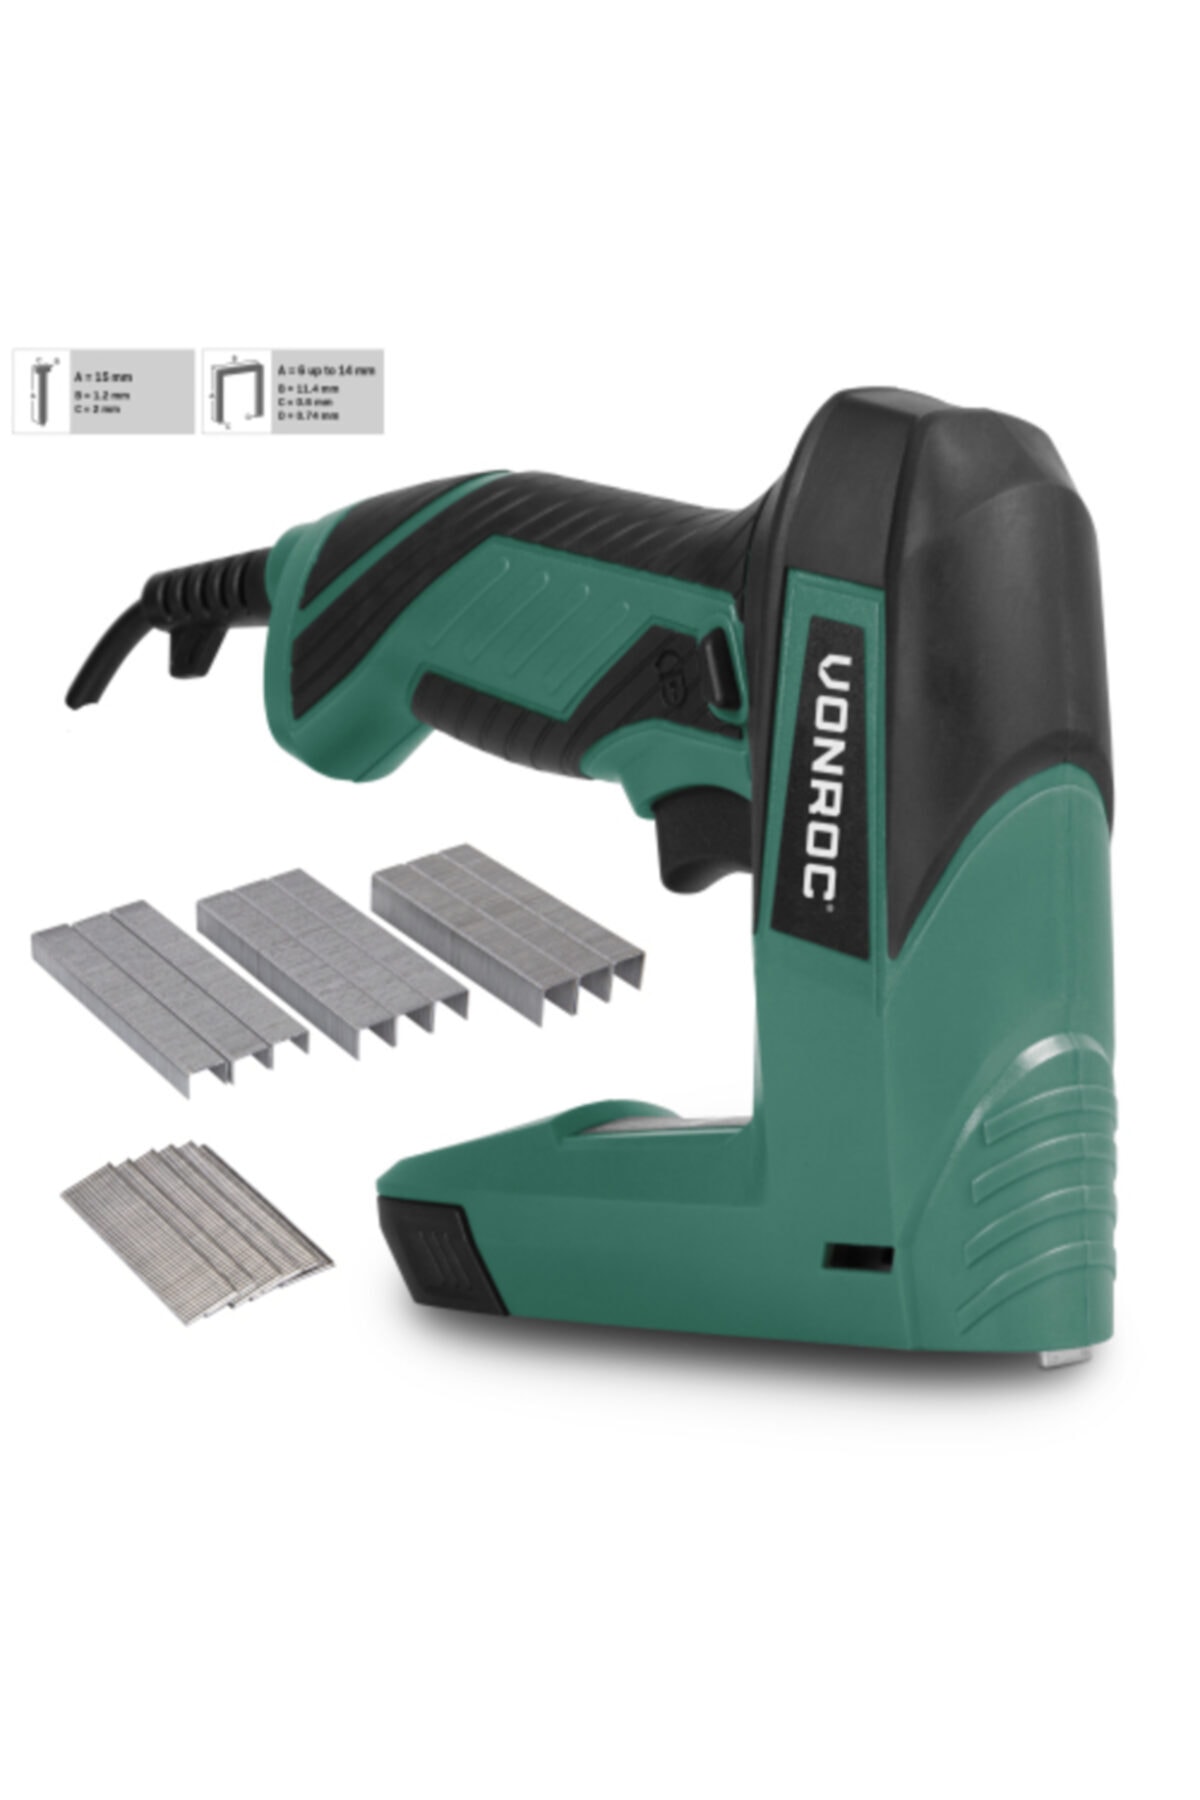 A = 15 mm
B = 1.2 mm
C = 2 mm
A = 6 up to 14 mm
B = 11.4 mm
C = 0.6 mm
D = 0.74 mm
VONROC